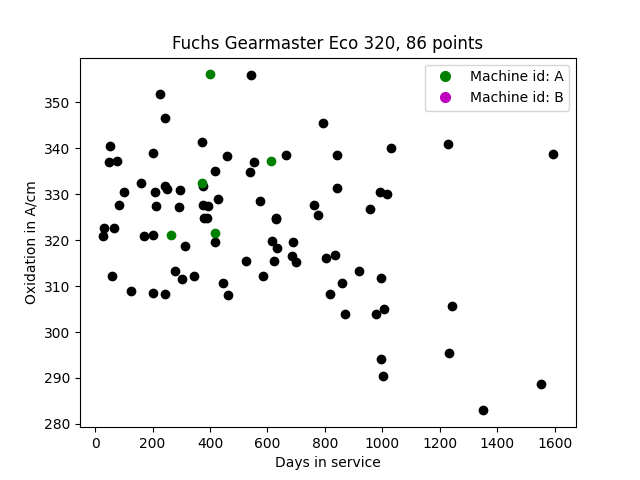 Fuchs Gearmaster Eco 320, 86 points
Machine id: A
Machine id: B
Oxidation in A/cm
350
340
330
320
310
300
290
280
0 200 400 600 800 1000 1200 1400 1600
Days in service